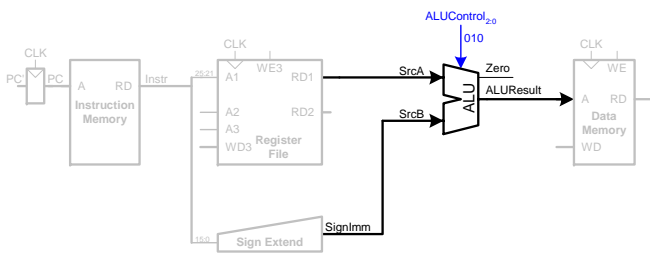 ALUControl2:0
010
CLK
CLK
CLK
PC'
PC
A
RD
Instr
Instruction
Memory
25:21
A1
WE3
RD1
A2
RD2
A3
WD3
Register
File
SrcA
SrcB
ALU
Zero
ALUResult
WE
A
RD
Data
Memory
WD
15:0
Sign Extend
SignImm